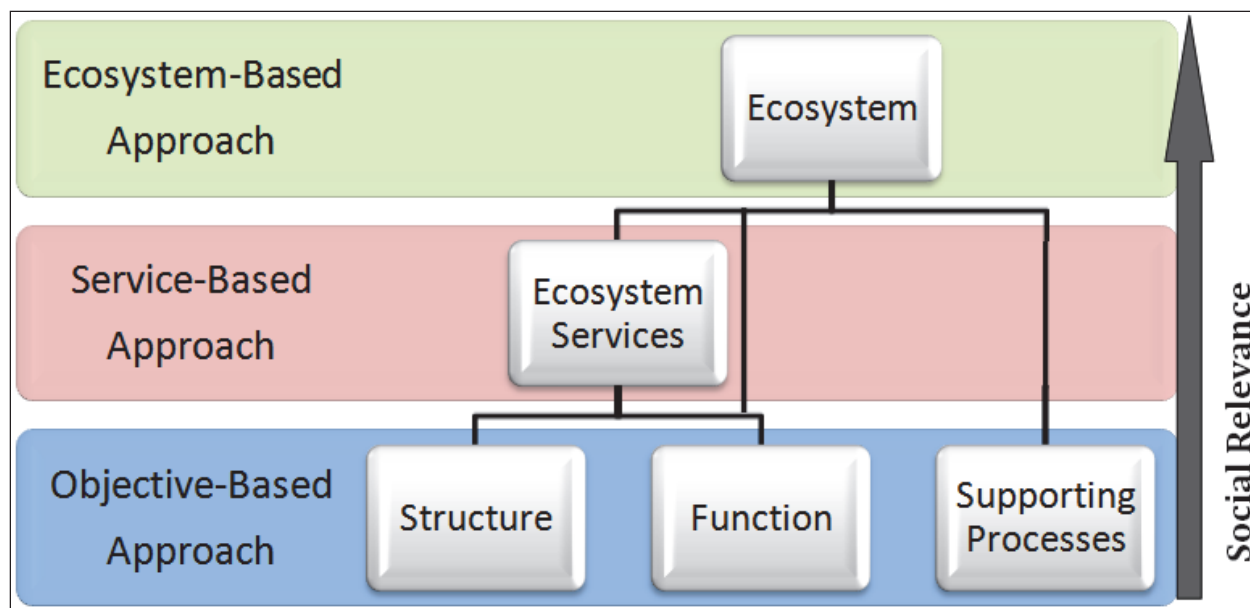 Ecosystem-Based
Approach
Ecosystem
Service-Based
Approach
Ecosystem
Services
Objective-Based
Approach
Structure
Function
Supporting
Processes
Social Relevance